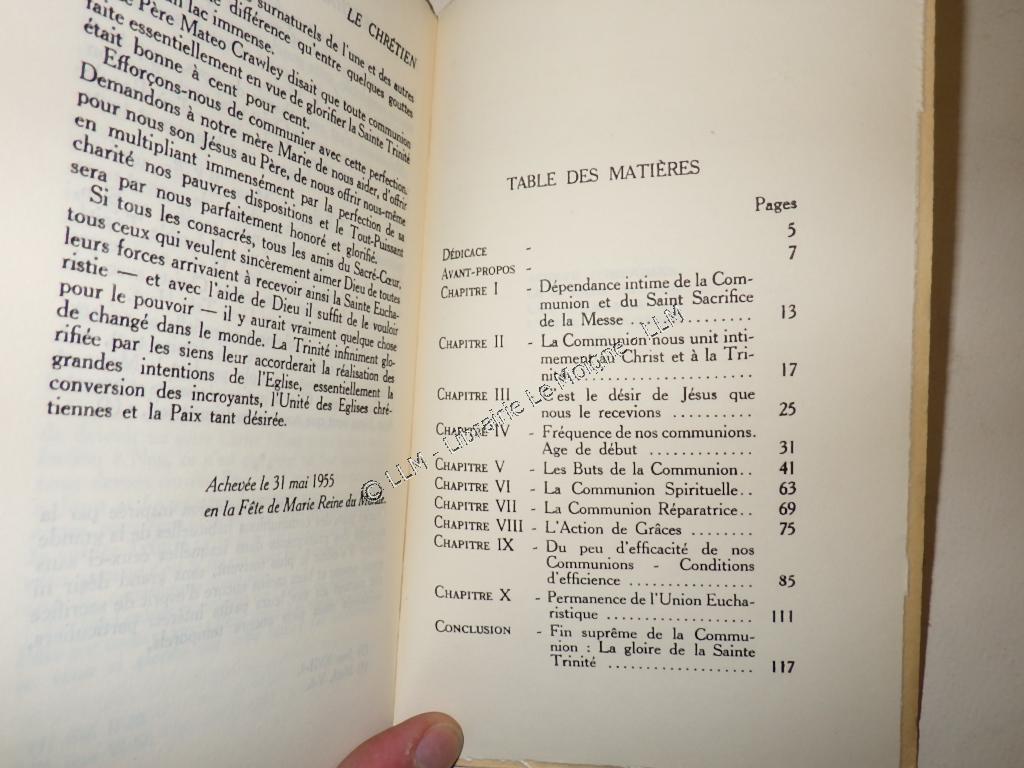 LE CHRÉTIEN
surnaturels de l'une et des autres
différence qu'entre quelques gouttes
un lac immense.
Père Mateo Crawley disait que toute communion
faite essentiellement en vue de glorifier la Sainte Trinité
était bonne à cent pour cent.
Efforçons-nous de communier avec cette perfection.
Demandons à notre mère Marie de nous aider, d'offrir
pour nous son Jésus au Père, de nous offrir nous-même
en multipliant immensément par la perfection de sa
charité nos pauvres dispositions et le Tout-Puissant
sera par nous parfaitement honoré et glorifié.
Si tous les consacrés, tous les amis du Sacré-Cœur,
tous ceux qui veulent sincèrement aimer Dieu de toutes
leurs forces arrivaient à recevoir ainsi la Sainte Eucha-
ristie — et avec l'aide de Dieu il suffit de le vouloir
pour le pouvoir — il y aurait vraiment quelque chose
de changé dans le monde. La Trinité infiniment glo-
rifiée par les siens leur accorderait la réalisation des
grandes intentions de l'Eglise, essentiellement la
conversion des incroyants, l'Unité des Eglises chré-
tiennes et la Paix tant désirée.
Achevée le 31 mai 1955
en la Fête de Marie Reine du Monde.
TABLE DES MATIÈRES
Pages
DÉDICACE - 5
AVANT-PROPOS - 7
CHAPITRE I - Dépendance intime de la Com-
munion et du Saint Sacrifice
de la Messe .......... 13
CHAPITRE II - La Communion nous unit inti-
mement au Christ et à la Tri-
nité .................... 17
CHAPITRE III - C'est le désir de Jésus que
nous le recevions .......... 25
CHAPITRE IV - Fréquence de nos communions.
Age de début ............. 31
CHAPITRE V - Les Buts de la Communion.. 41
CHAPITRE VI - La Communion Spirituelle.. 63
CHAPITRE VII - La Communion Réparatrice.. 69
CHAPITRE VIII - L'Action de Grâces ........ 75
CHAPITRE IX - Du peu d'efficacité de nos
Communions - Conditions
d'efficience ................ 85
CHAPITRE X - Permanence de l'Union Eucha-
ristique .................. 111
CONCLUSION - Fin suprême de la Commu-
nion : La gloire de la Sainte
Trinité ................... 117
© LLM - Librairie Le Moyne - LLM